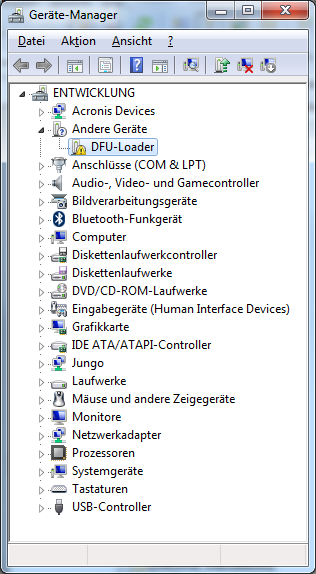 Geräte-Manager
Datei Aktion Ansicht ?
ENTWICKLUNG
Acronis Devices
Andere Geräte
DFU-Loader
Anschlüsse (COM & LPT)
Audio-, Video- und Gamecontroller
Bildverarbeitungsgeräte
Bluetooth-Funkgerät
Computer
Diskettenlaufwerkcontroller
Diskettenlaufwerke
DVD/CD-ROM-Laufwerke
Eingabegeräte (Human Interface Devices)
Grafikkarte
IDE ATA/ATAPI-Controller
Jungo
Laufwerke
Mäuse und andere Zeigegeräte
Monitore
Netzwerkadapter
Prozessoren
Systemgeräte
Tastaturen
USB-Controller